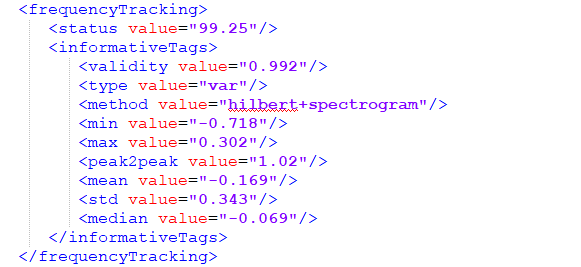 <frequencyTracking>
<status value="99.25"/>
<informativeTags>
<validity value="0.992"/>
<type value="var"/>
<method value="hilbert+spectrogram"/>
<min value="-0.718"/>
<max value="0.302"/>
<peak2peak value="1.02"/>
<mean value="-0.169"/>
<std value="0.343"/>
<median value="-0.069"/>
</informativeTags>
</frequencyTracking>